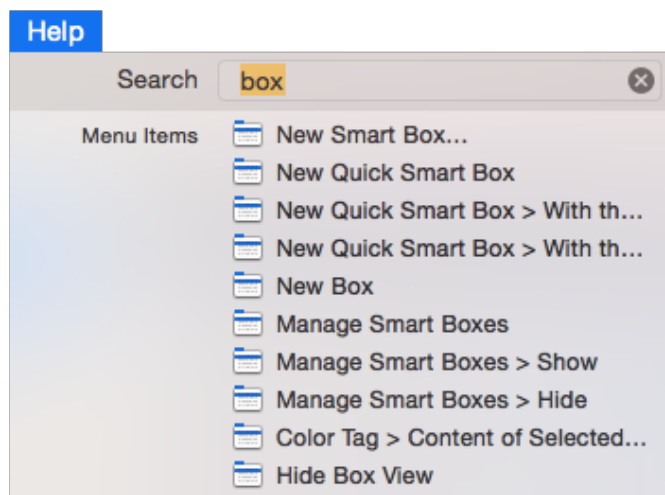 Help
Search box
Menu Items New Smart Box...
New Quick Smart Box
New Quick Smart Box > With th...
New Quick Smart Box > With th...
New Box
Manage Smart Boxes
Manage Smart Boxes > Show
Manage Smart Boxes > Hide
Color Tag > Content of Selected...
Hide Box View